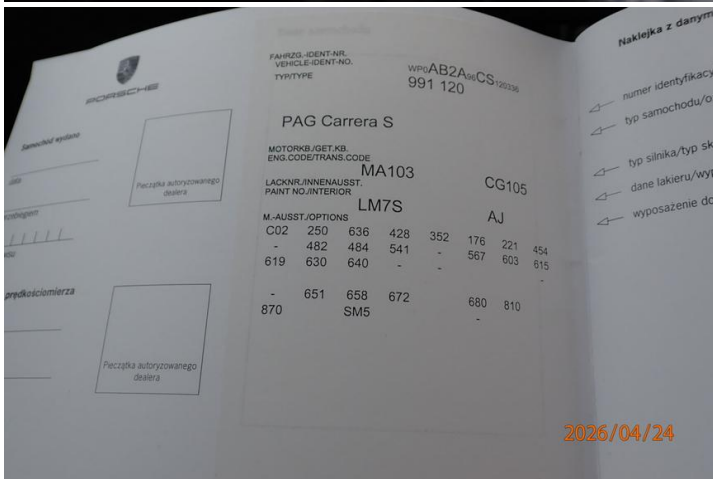 PORSCHE
Samochód wydano
Pieczątka autoryzowanego
dealera
prędkościomierza
Pieczątka autoryzowanego
dealera
FAHRZG.-IDENT-NR.
VEHICLE-IDENT-NO.
WP0AB2A96CS120336
TYP/TYPE
991 120
PAG Carrera S
MOTORKB./GET.KB.
ENG.CODE/TRANS.CODE
MA103 CG105
LACKNR./INNENAUSST.
PAINT NO./INTERIOR
LM7S AJ
M.-AUSST./OPTIONS
C02 250 636 428 352 176 221 454
- 482 484 541 - 567 603 615
619 630 640 - - -
- 651 658 672 680 810
870 SM5 -
Naklejka z danym
numer identyfikacy
typ samochodu/o
typ silnika/typ sk
dane lakieru/wyp
wyposażenie do
2026/04/24